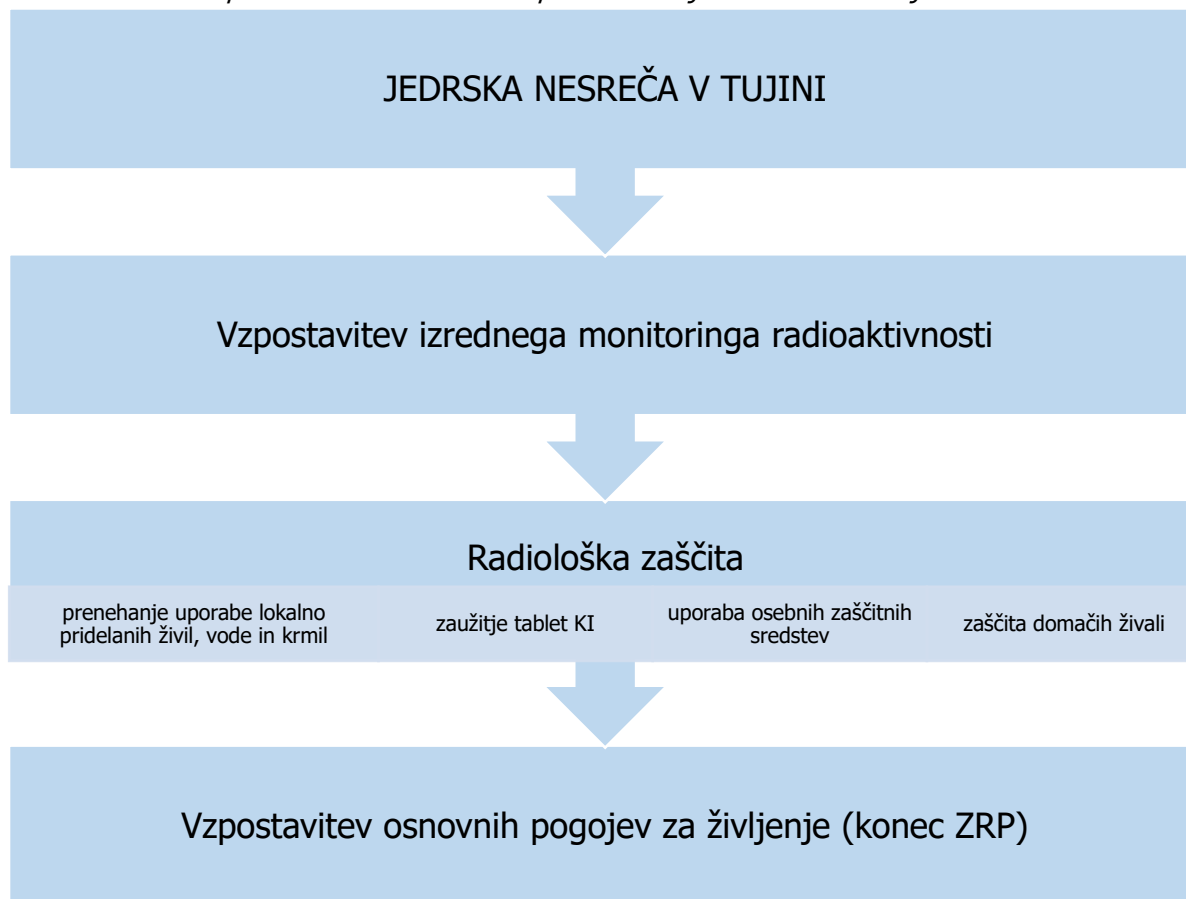 JEDRSKA NESREČA V TUJINI
Vzpostavitev izrednega monitoringa radioaktivnosti
Radiološka zaščita
prenehanje uporabe lokalno
pridelanih živil, vode in krmil
zaužitje tablet KI
uporaba osebnih zaščitnih
sredstev
zaščita domačih živali
Vzpostavitev osnovnih pogojev za življenje (konec ZRP)